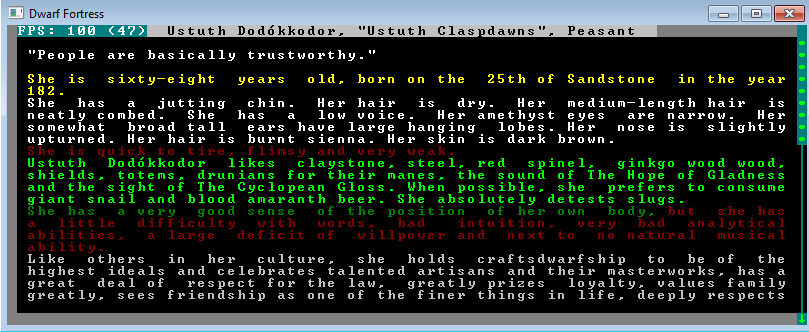 Dwarf Fortress
FPS: 100 (47) Ustuth Dodókkodor, "Ustuth Claspdawns", Peasant
"People are basically trustworthy."
She is sixty-eight years old, born on the 25th of Sandstone in the year
182.
She has a jutting chin. Her hair is dry. Her medium-length hair is
neatly combed. She has a low voice. Her amethyst eyes are narrow. Her
somewhat broad tall ears have large hanging lobes. Her nose is slightly
upturned. Her hair is burnt sienna. Her skin is dark brown.
She is quick to tire, flimsy and very weak.
Ustuth Dodókkodor likes claystone, steel, red spinel, ginkgo wood wood,
shields, totems, drunians for their manes, the sound of The Hope of Gladness
and the sight of The Cyclopean Gloss. When possible, she prefers to consume
giant snail and blood amaranth beer. She absolutely detests slugs.
She has a very good sense of the position of her own body, but she has
a little difficulty with words, bad intuition, very bad analytical
abilities, a large deficit of willpower and next to no natural musical
ability.
Like others in her culture, she holds craftsdwarfship to be of the
highest ideals and celebrates talented artisans and their masterworks, has a
great deal of respect for the law, greatly prizes loyalty, values family
greatly, sees friendship as one of the finer things in life, deeply respects